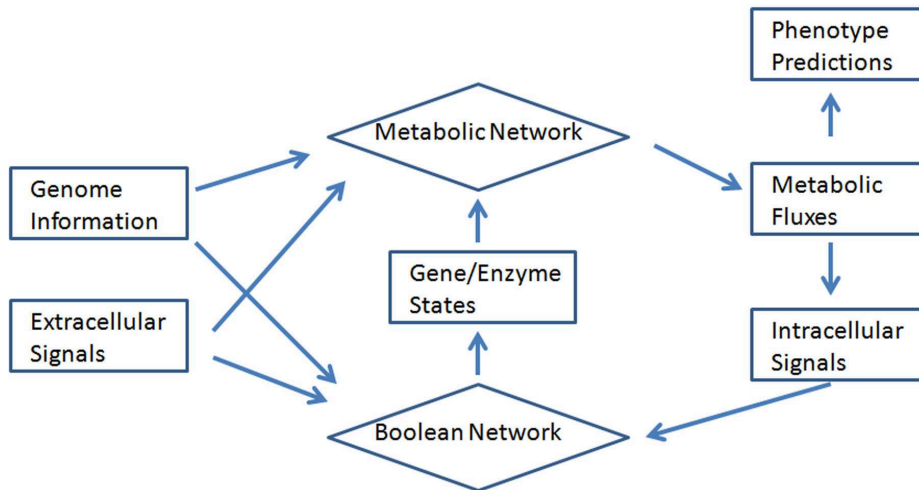 Phenotype
Predictions
Metabolic Network
Genome
Information
Metabolic
Fluxes
Gene/Enzyme
States
Extracellular
Signals
Intracellular
Signals
Boolean Network